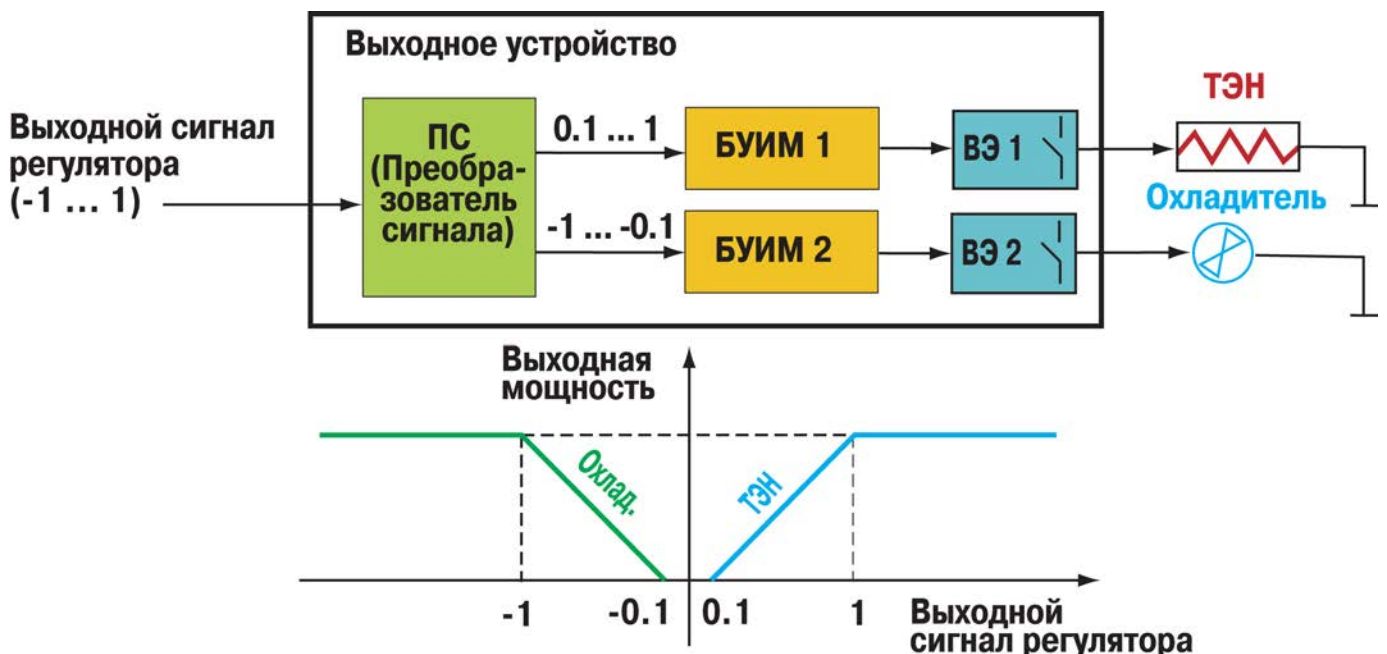 Выходное устройство
Выходной сигнал
регулятора
(-1 ... 1)
ПС
(Преобра-
зователь
сигнала)
0.1 ... 1
-1 ... -0.1
БУИМ 1
БУИМ 2
ВЭ 1
ВЭ 2
ТЭН
Охладитель
Выходная
мощность
Охлад.
ТЭН
-1
-0.1
0.1
1
Выходной
сигнал регулятора